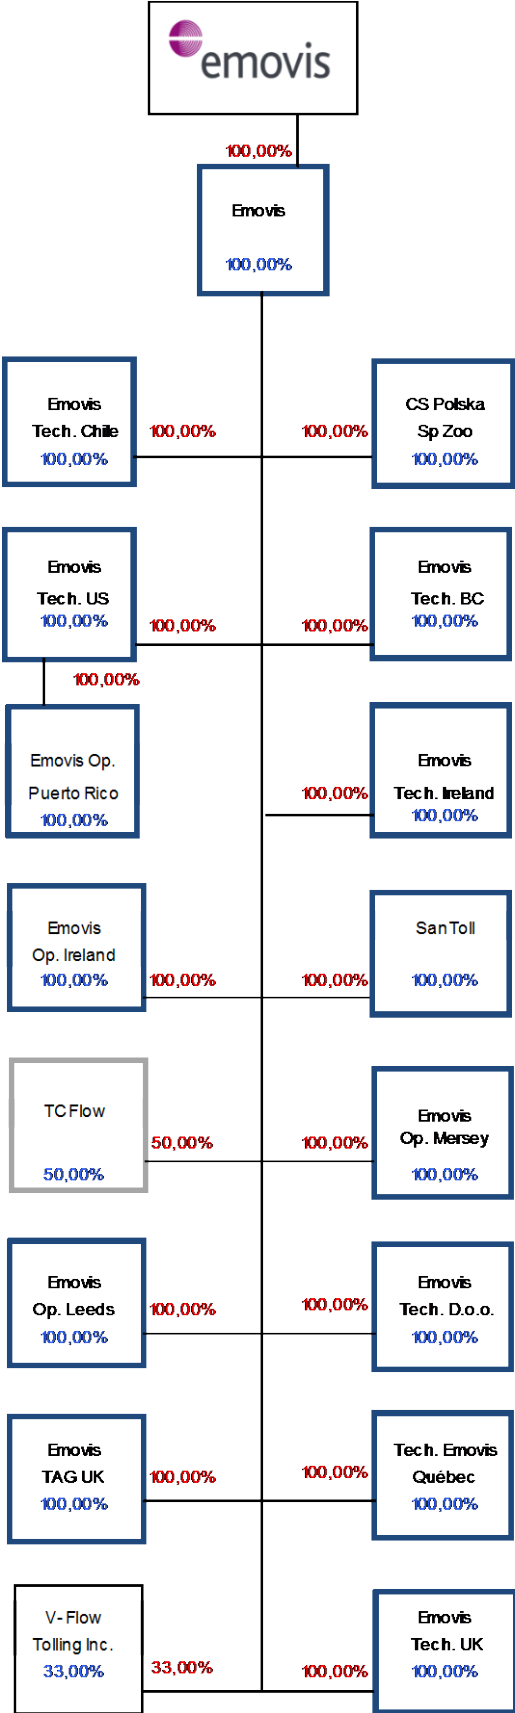 emovis
100,00%
Emovis
100,00%
Emovis
Tech. Chile
100,00%
100,00%
100,00%
CS Polska
Sp Zoo
100,00%
Emovis
Tech. US
100,00%
100,00%
100,00%
Emovis
Tech. BC
100,00%
100,00%
Emovis Op.
Puerto Rico
100,00%
100,00%
Emovis
Tech. Ireland
100,00%
Emovis
Op. Ireland
100,00%
100,00%
100,00%
San Toll
100,00%
TC Flow
50,00%
50,00%
100,00%
Emovis
Op. Mersey
100,00%
Emovis
Op. Leeds
100,00%
100,00%
100,00%
Emovis
Tech. D.o.o.
100,00%
Emovis
TAG UK
100,00%
100,00%
100,00%
Tech. Emovis
Québec
100,00%
V- Flow
Tolling Inc.
33,00%
33,00%
100,00%
Emovis
Tech. UK
100,00%